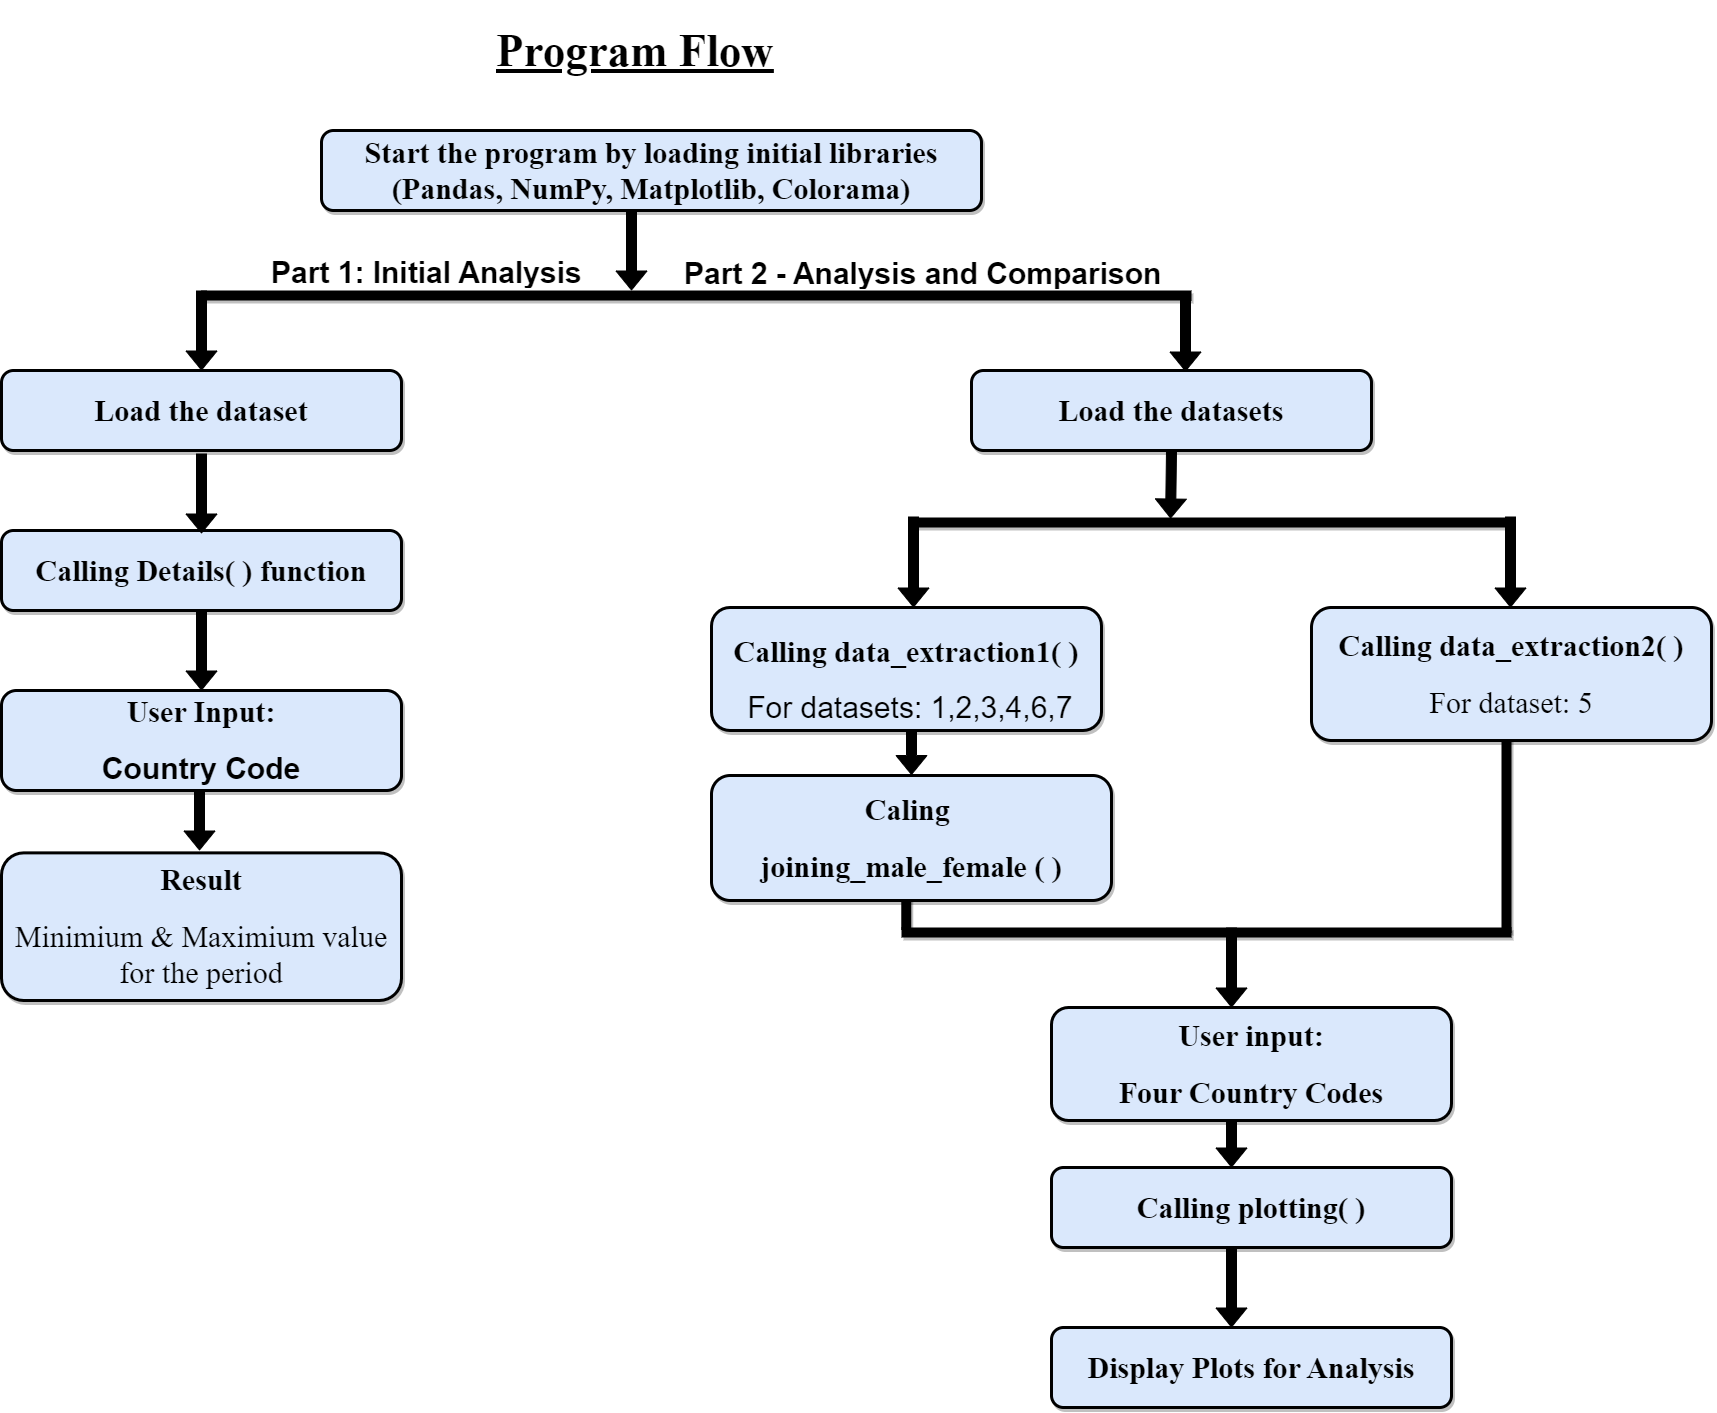 Program Flow
Start the program by loading initial libraries
(Pandas, NumPy, Matplotlib, Colorama)
Part 1: Initial Analysis
Part 2 - Analysis and Comparison
Load the dataset
Calling Details( ) function
User Input:
Country Code
Result
Minimium & Maximium value
for the period
Load the datasets
Calling data_extraction1( )
For datasets: 1,2,3,4,6,7
Caling
joining_male_female ( )
Calling data_extraction2( )
For dataset: 5
User input:
Four Country Codes
Calling plotting( )
Display Plots for Analysis